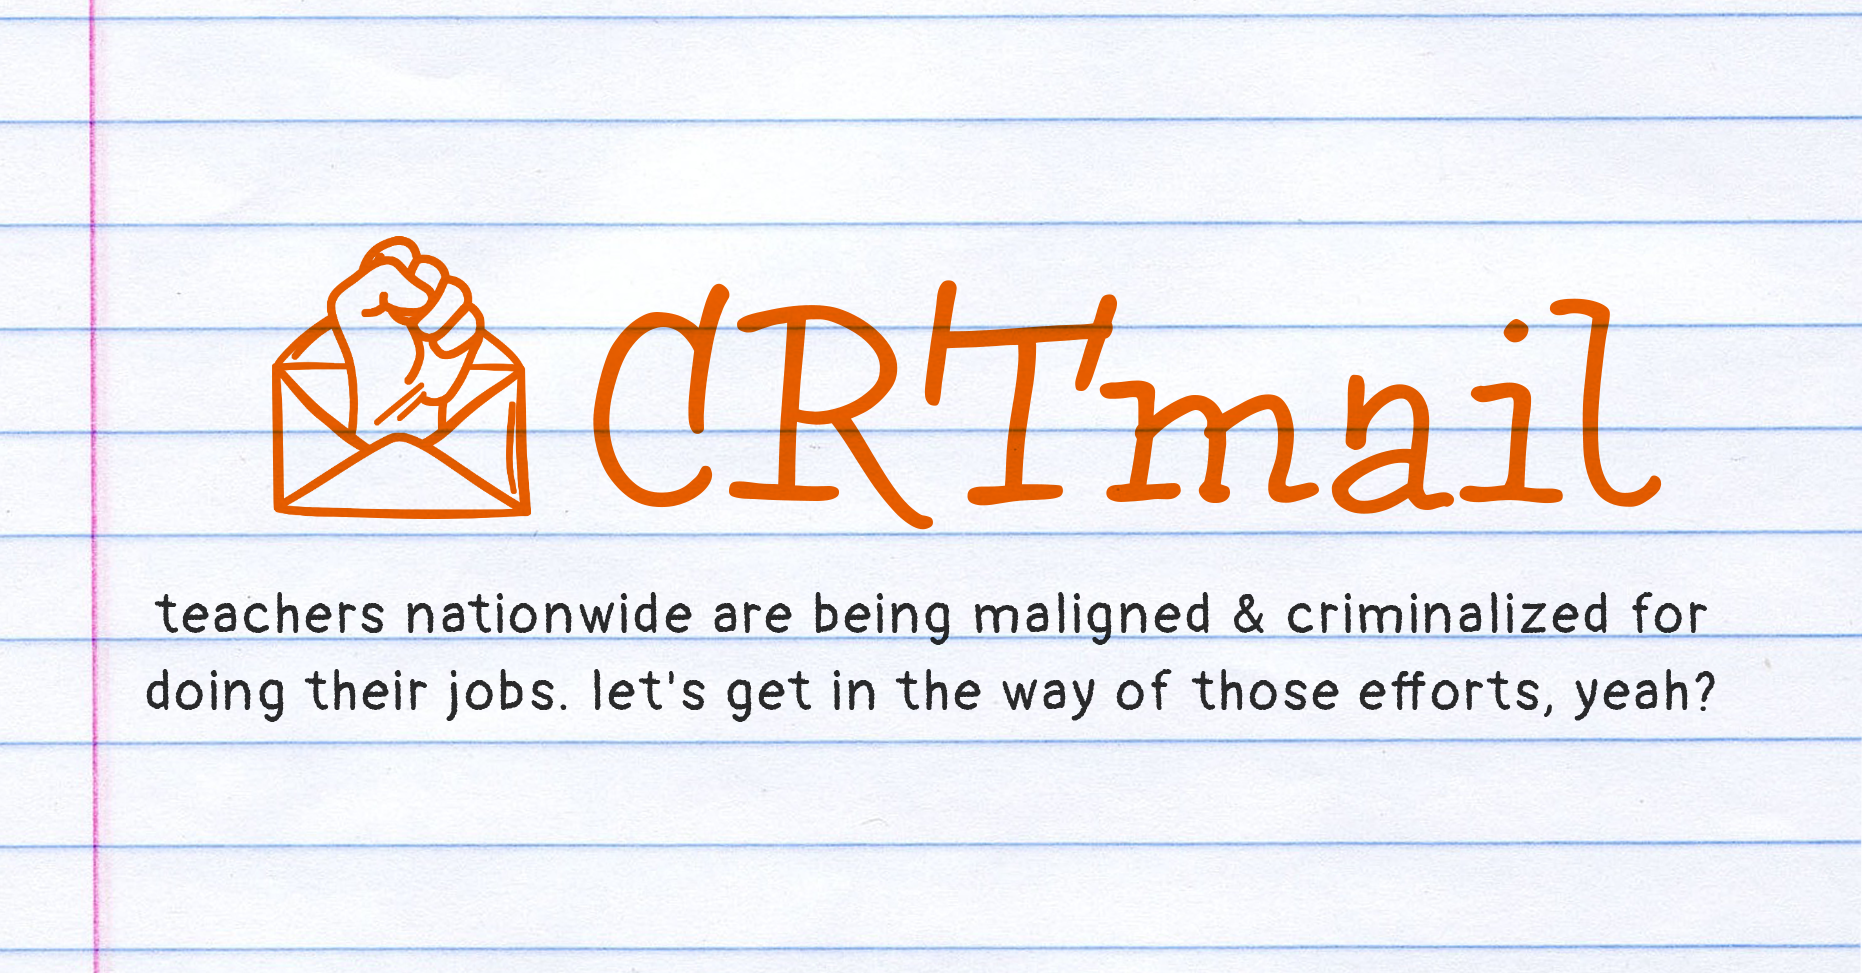 CRTmail
teachers nationwide are being maligned & criminalized for
doing their jobs. let's get in the way of those efforts, yeah?